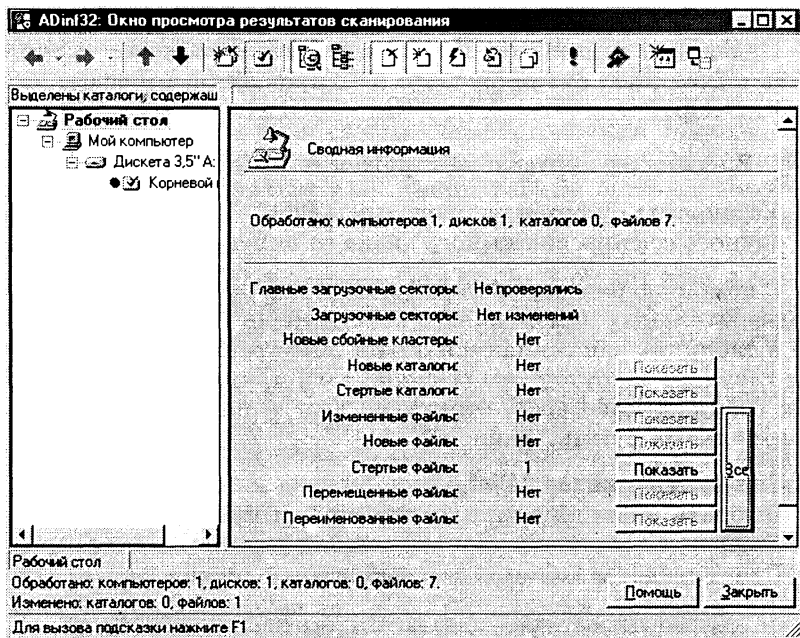 ADinf32: Окно просмотра результатов сканирования
Выделены каталоги, содержащ
Рабочий стол
Мой компьютер
Дискета 3,5" A:
Корневой
Сводная информация
Обработано: компьютеров 1, дисков 1, каталогов 0, файлов 7.
Главные загрузочные секторы: Не проверялись
Загрузочные секторы: Нет изменений
Новые сбойные кластеры: Нет
Новые каталоги: Нет Показать
Стертые каталоги: Нет Показать
Измененные файлы: Нет Показать
Новые файлы: Нет Показать
Стертые файлы: 1 Показать Все
Перемещенные файлы: Нет Показать
Переименованные файлы: Нет Показать
Рабочий стол
Обработано: компьютеров: 1, дисков: 1, каталогов: 0, файлов: 7.
Изменено: каталогов: 0, файлов: 1
Помощь Закрыть
Для вызова подсказки нажмите F1